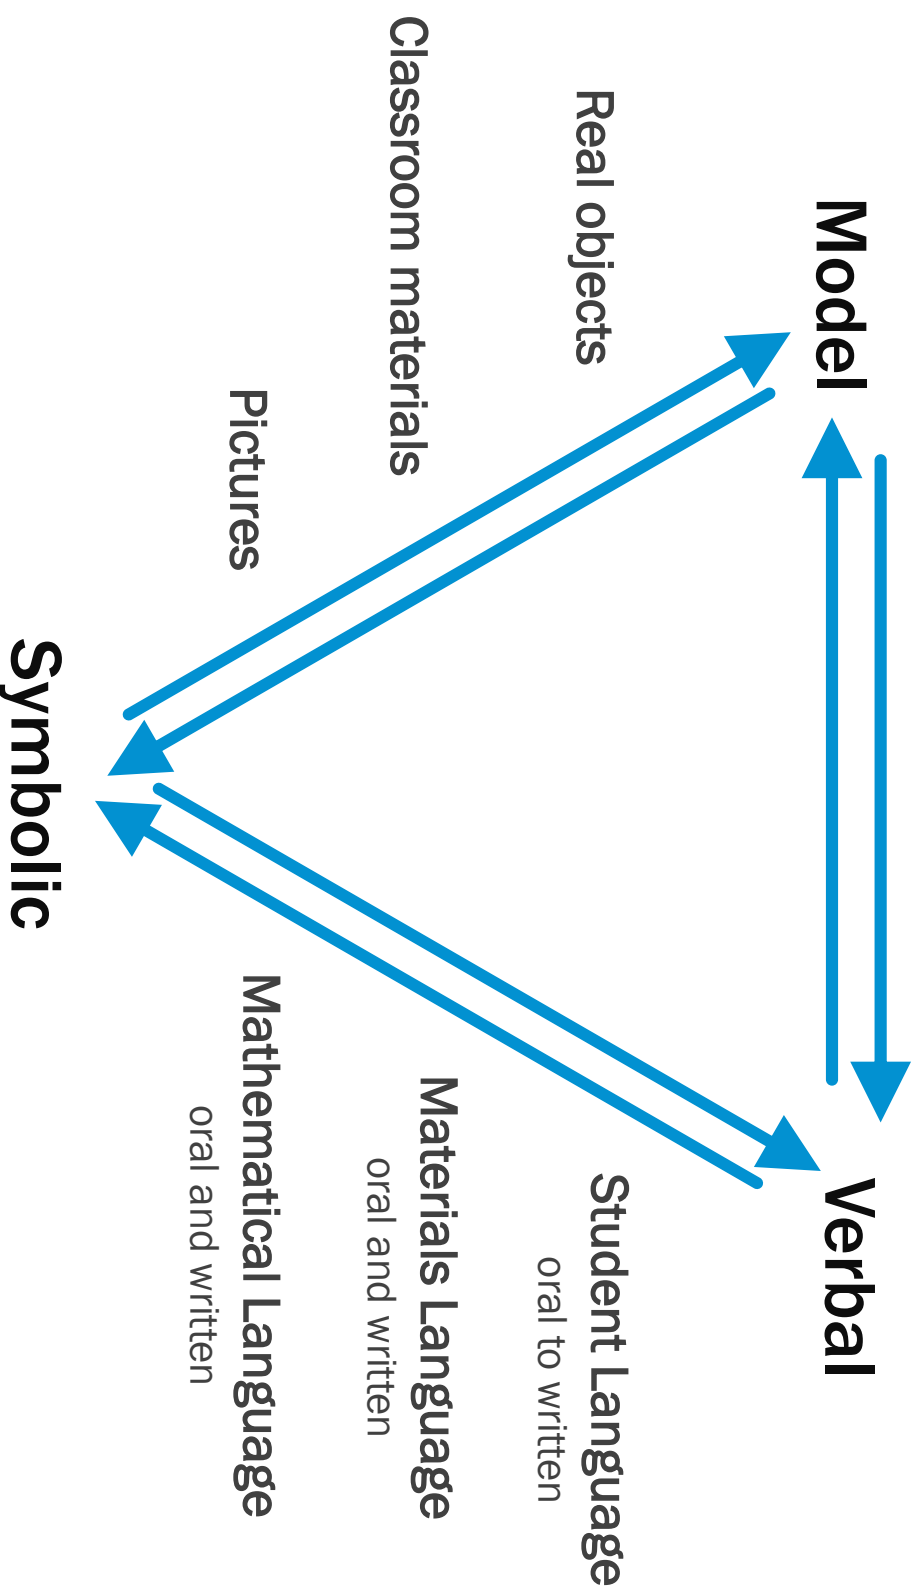 Model
Verbal
Real objects
Student Language
oral to written
Classroom materials
Materials Language
oral and written
Pictures
Mathematical Language
oral and written
Symbolic